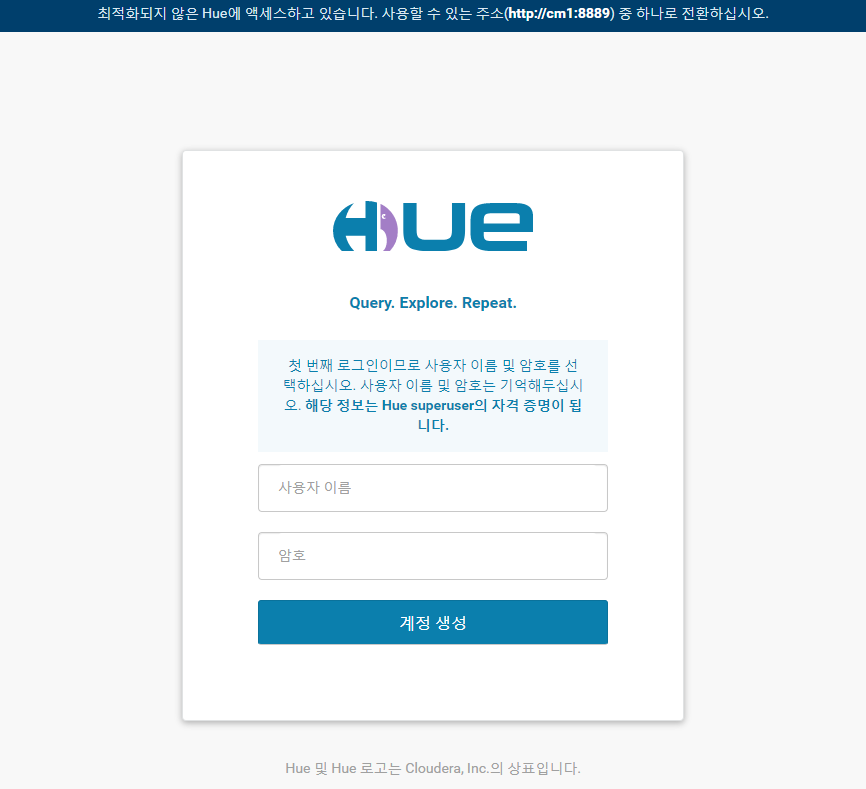 최적화되지 않은 Hue에 액세스하고 있습니다. 사용할 수 있는 주소(http://cm1:8889) 중 하나로 전환하십시오.
HUE
Query. Explore. Repeat.
첫 번째 로그인이므로 사용자 이름 및 암호를 선
택하십시오. 사용자 이름 및 암호는 기억해두십시
오. 해당 정보는 Hue superuser의 자격 증명이 됩
니다.
사용자 이름
암호
계정 생성
Hue 및 Hue 로고는 Cloudera, Inc.의 상표입니다.